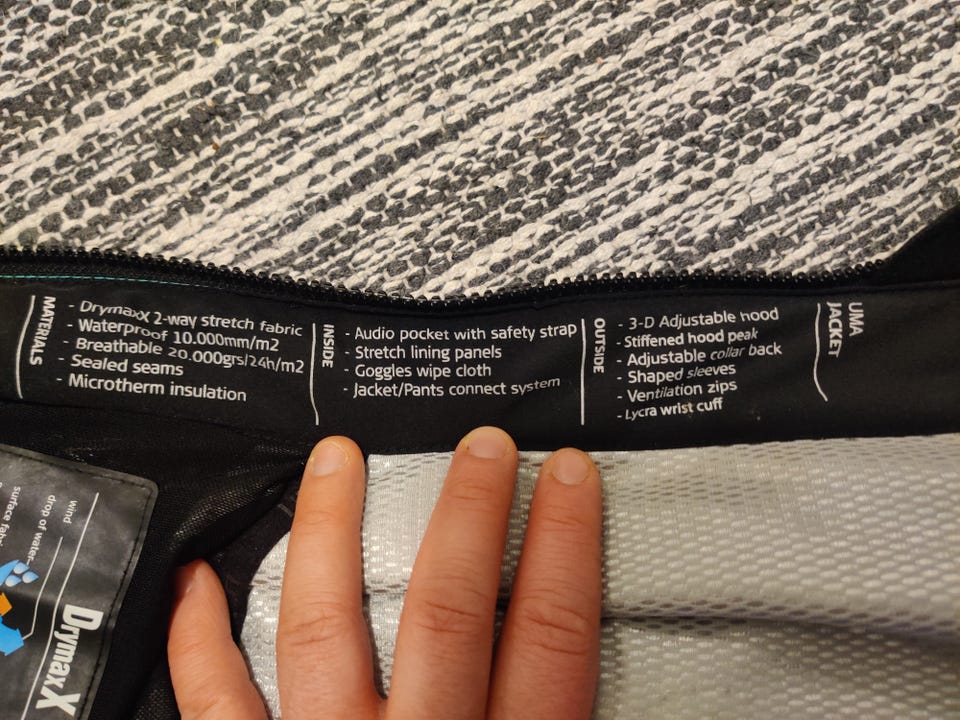 MATERIALS
- DrymaxX 2-way stretch fabric
- Waterproof 10.000mm/m2
- Breathable 20.000grs/24h/m2
- Sealed seams
- Microtherm insulation
INSIDE
- Audio pocket with safety strap
- Stretch lining panels
- Goggles wipe cloth
- Jacket/Pants connect system
OUTSIDE
- 3-D Adjustable hood
- Stiffened hood peak
- Adjustable collar back
- Shaped sleeves
- Ventilation zips
- Lycra wrist cuff
UMA
JACKET
wind
drop of water
surface
DrymaxX